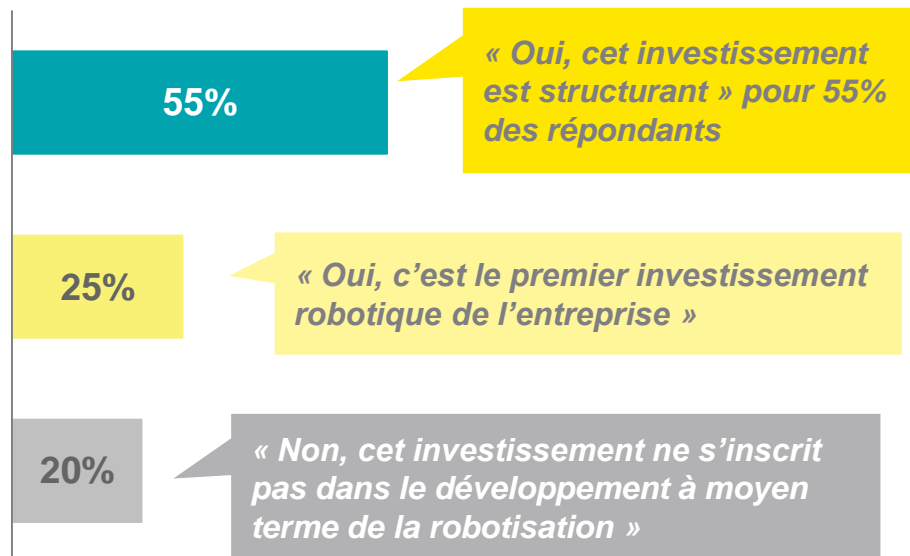 55%
« Oui, cet investissement
est structurant » pour 55%
des répondants
25%
« Oui, c’est le premier investissement
robotique de l’entreprise »
20%
« Non, cet investissement ne s’inscrit
pas dans le développement à moyen
terme de la robotisation »